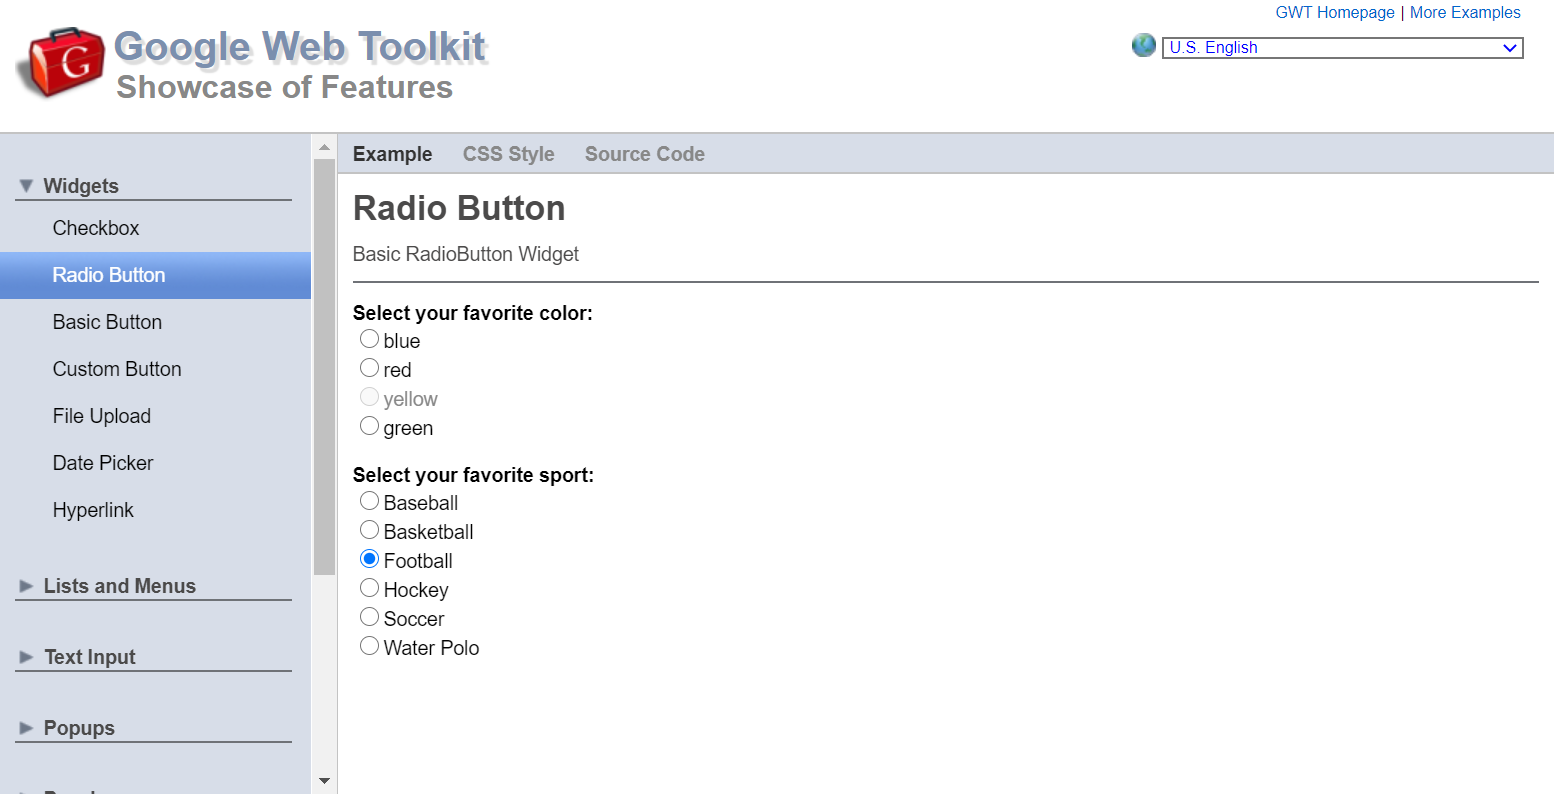 GWT Homepage | More Examples
Google Web Toolkit
Showcase of Features
U.S. English
Widgets
Checkbox
Radio Button
Basic Button
Custom Button
File Upload
Date Picker
Hyperlink
Lists and Menus
Text Input
Popups
Example CSS Style Source Code
Radio Button
Basic RadioButton Widget
Select your favorite color:
blue
red
yellow
green
Select your favorite sport:
Baseball
Basketball
Football
Hockey
Soccer
Water Polo